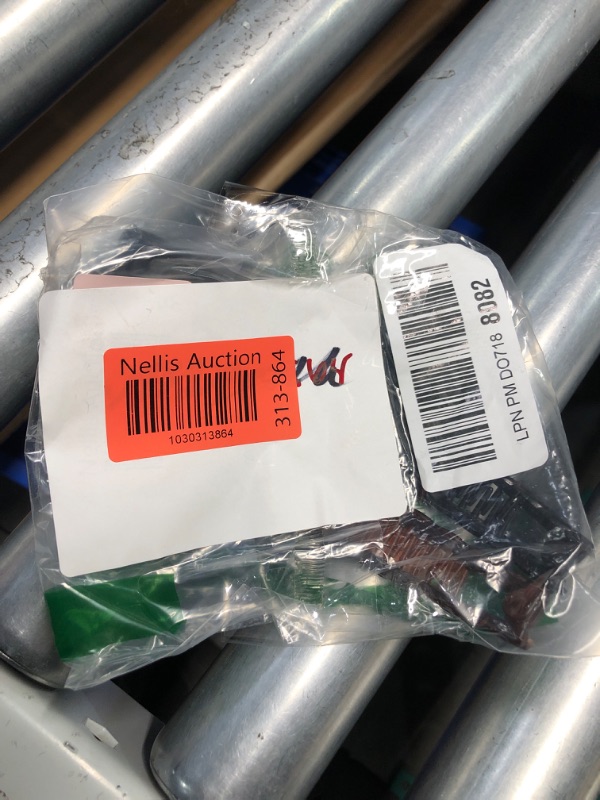 Nellis Auction
1030313864
313-864
LPN PM DO718 8082